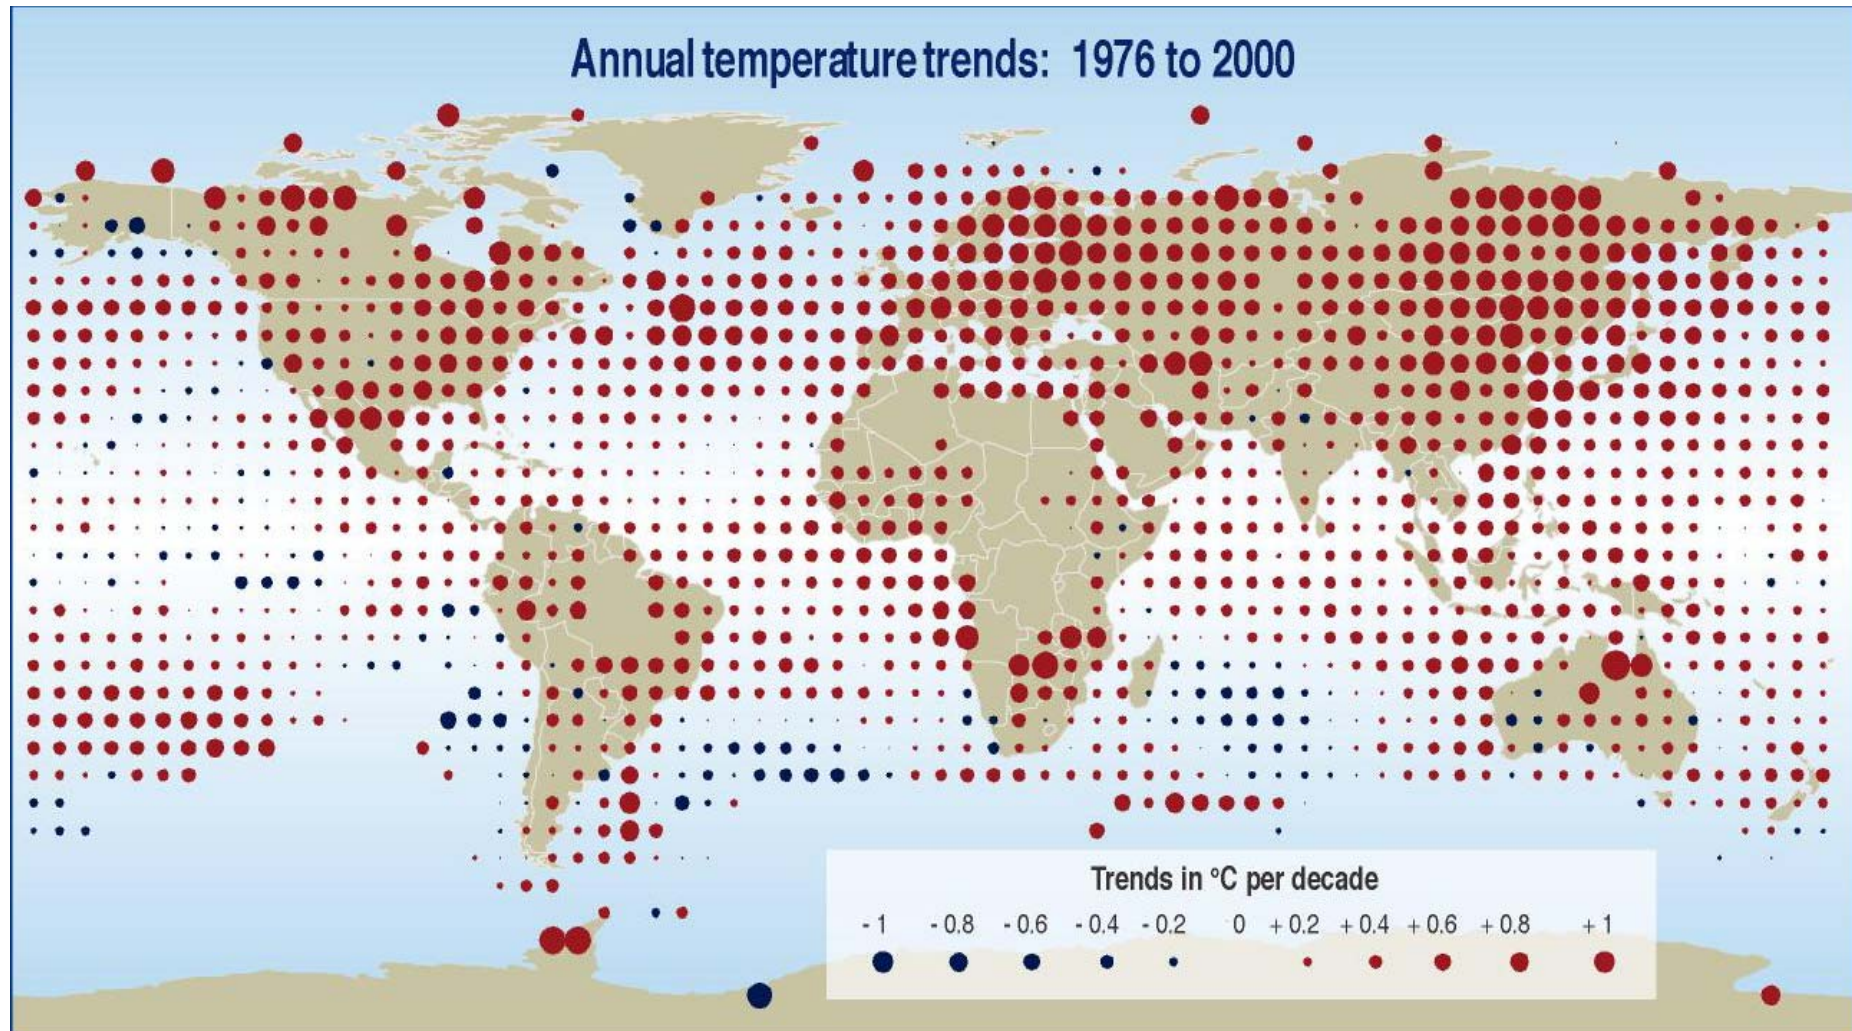 Annual temperature trends: 1976 to 2000
Trends in °C per decade
- 1 - 0.8 - 0.6 - 0.4 - 0.2 0 + 0.2 + 0.4 + 0.6 + 0.8 + 1